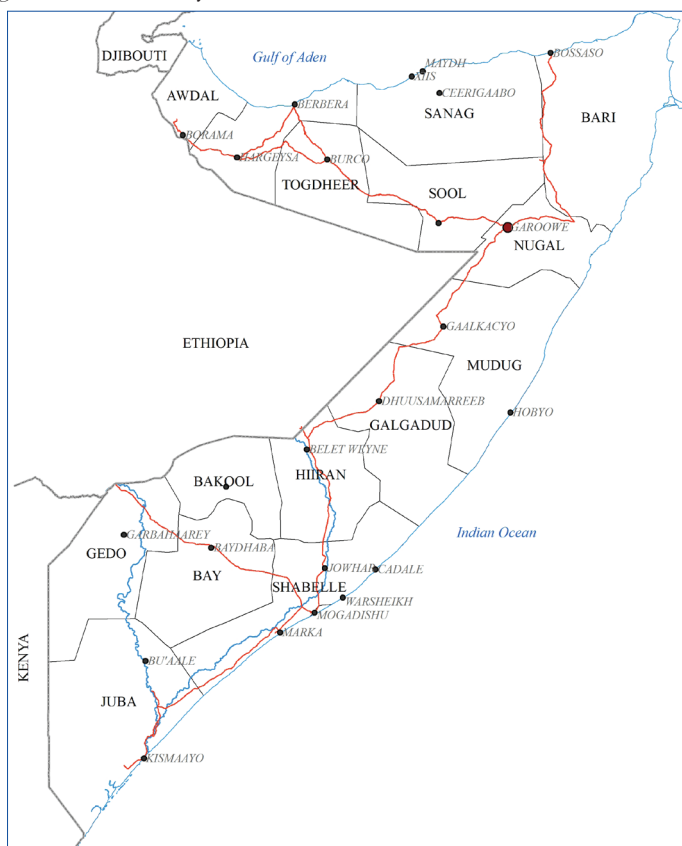 DJIBOUTI
Gulf of Aden
BOSSASO
MAYDH
XIIS
CEERIGAABO
AWDAL
BERBERA
SANAG
BARI
BORAMA
HARGEYSA
BURCO
TOGDHEER
SOOL
GAROOWE
NUGAL
GAALKACYO
ETHIOPIA
MUDUG
DHUUSAMARREEB
HOBYO
GALGADUD
BELET WEYNE
HIIRAN
BAKOOL
Indian Ocean
GARBAHAAREY
GEDO
BAYDHABA
BAY
JOWHAR
CADALE
SHABELLE
WARSHEIKH
MOGADISHU
MARKA
KENYA
BU'AALE
JUBA
KISMAAYO